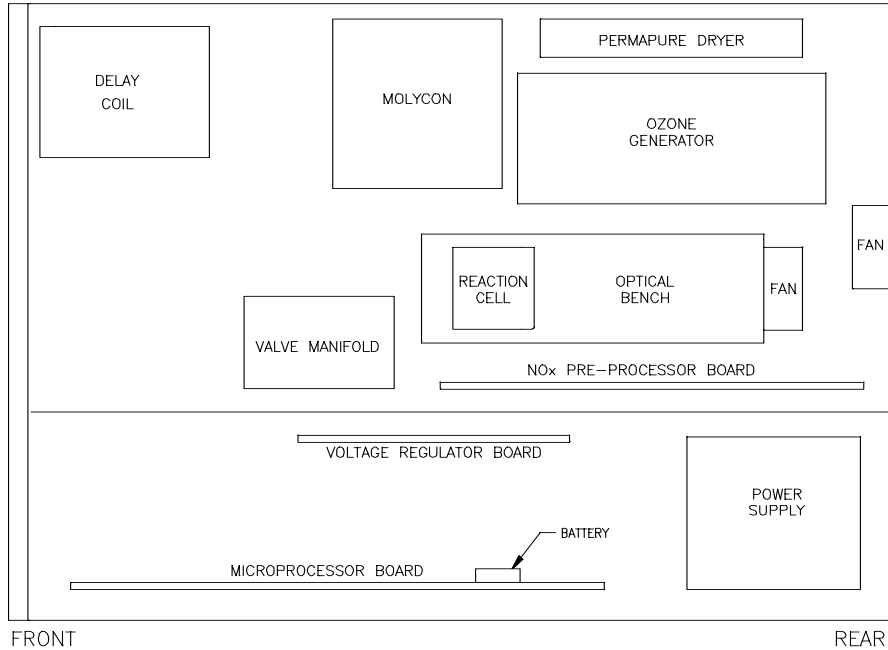 PERMAPURE DRYER
DELAY
COIL
MOLYCON
OZONE
GENERATOR
FAN
REACTION
CELL
OPTICAL
BENCH
FAN
VALVE MANIFOLD
NOx PRE-PROCESSOR BOARD
VOLTAGE REGULATOR BOARD
POWER
SUPPLY
BATTERY
MICROPROCESSOR BOARD
FRONT
REAR